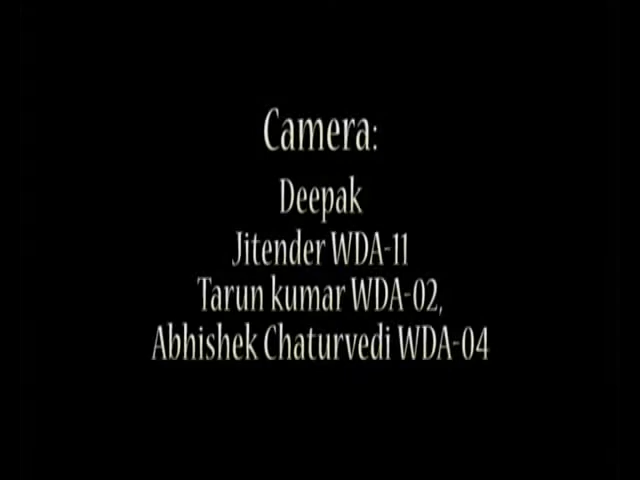 Camera:
Deepak
Jitender WDA-11
Tarun kumar WDA-02,
Abhishek Chaturvedi WDA-04